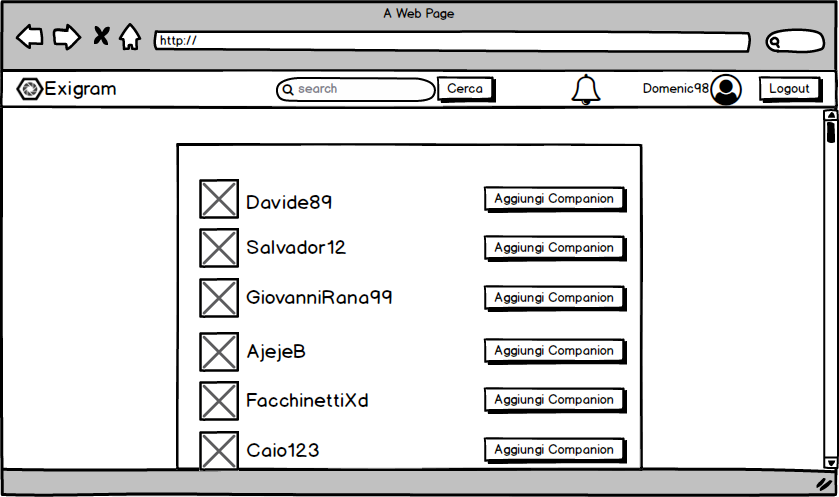 A Web Page
http://
Exigram
search
Cerca
Domenic98
Logout
Davide89
Aggiungi Companion
Salvador12
Aggiungi Companion
GiovanniRana99
Aggiungi Companion
AjejeB
Aggiungi Companion
FacchinettiXd
Aggiungi Companion
Caio123
Aggiungi Companion